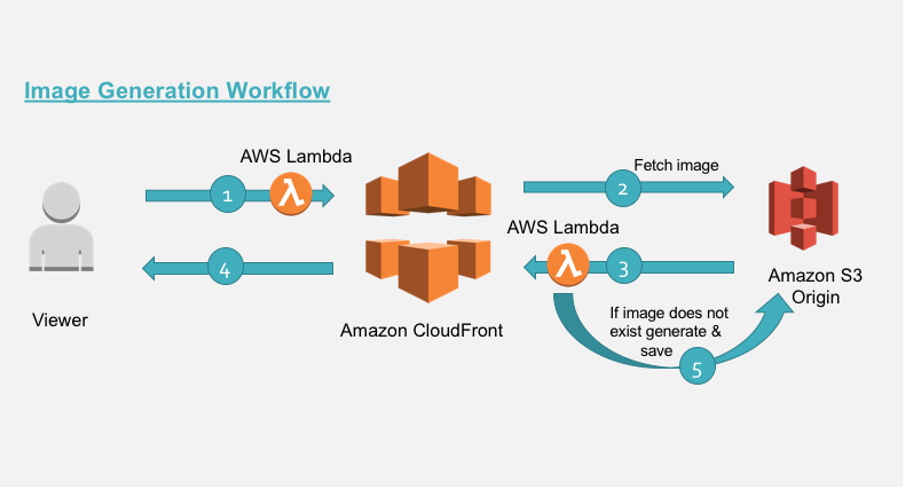 Image Generation Workflow
AWS Lambda
1
λ
Fetch image
2
AWS Lambda
λ
3
4
Viewer
Amazon CloudFront
Amazon S3
Origin
If image does not
exist generate &
save
5